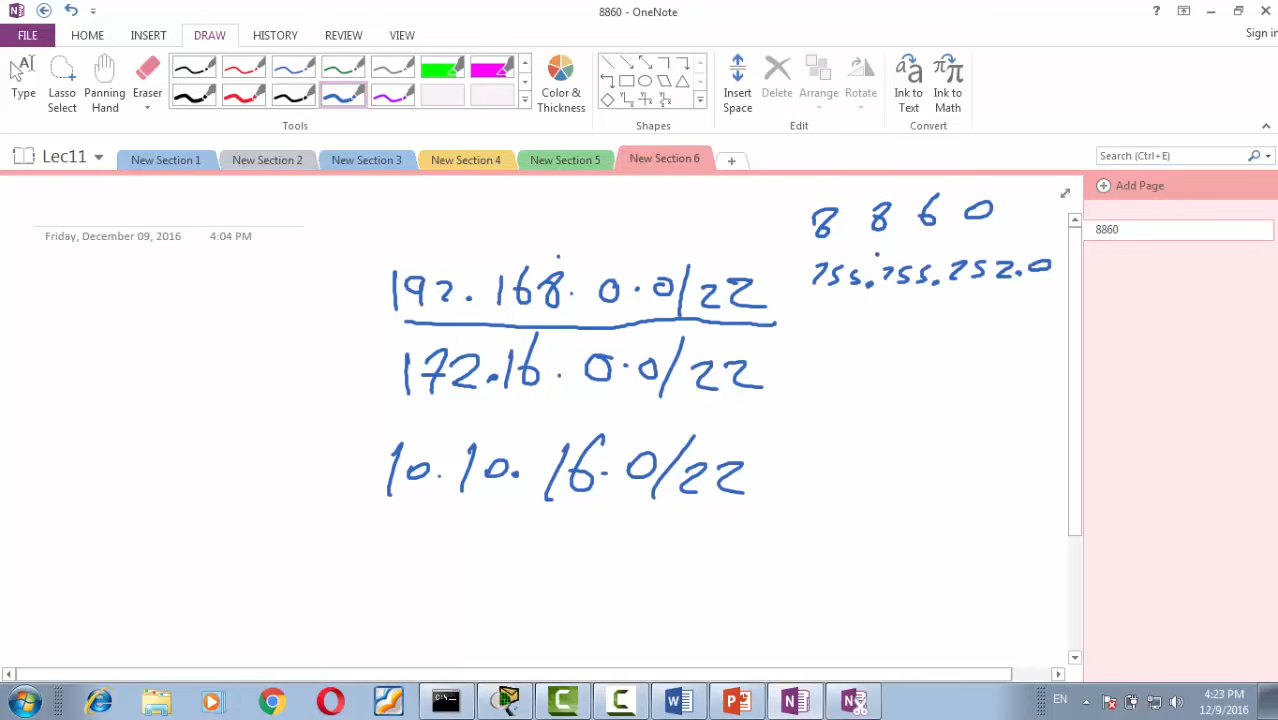 8860 - OneNote
? Sign in
FILE HOME INSERT DRAW HISTORY REVIEW VIEW
Type Lasso Select Panning Hand Eraser Color & Thickness Insert Space Delete Arrange Rotate Ink to Text Ink to Math
Tools Shapes Edit Convert
Lec11 New Section 1 New Section 2 New Section 3 New Section 4 New Section 5 New Section 6 Search (Ctrl+E)
Add Page
8860
Friday, December 09, 2016 4:04 PM
8 8 6 0
255.255.252.0
192.168.0.0/22
172.16.0.0/22
10.10.16.0/22
EN 4:23 PM
12/9/2016